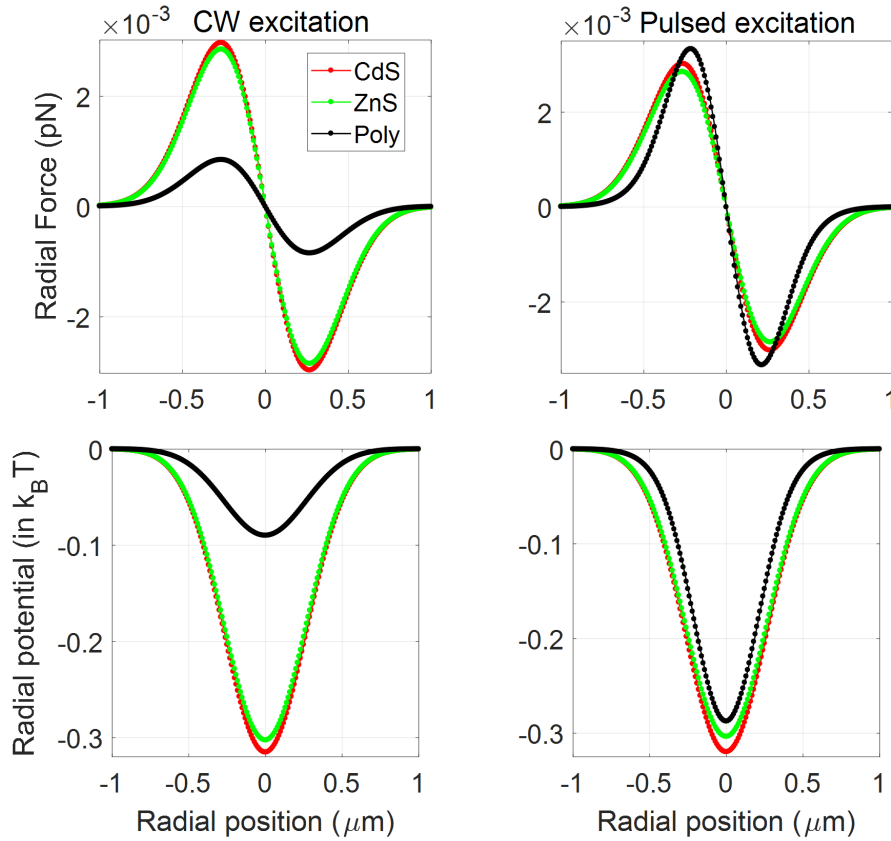 ×10⁻³ CW excitation
Radial Force (pN)
2
0
-2
-1 -0.5 0 0.5 1
CdS
ZnS
Poly
×10⁻³ Pulsed excitation
2
0
-2
-1 -0.5 0 0.5 1
Radial potential (in k_BT)
0
-0.1
-0.2
-0.3
-1 -0.5 0 0.5 1
Radial position (μm)
0
-0.1
-0.2
-0.3
-1 -0.5 0 0.5 1
Radial position (μm)